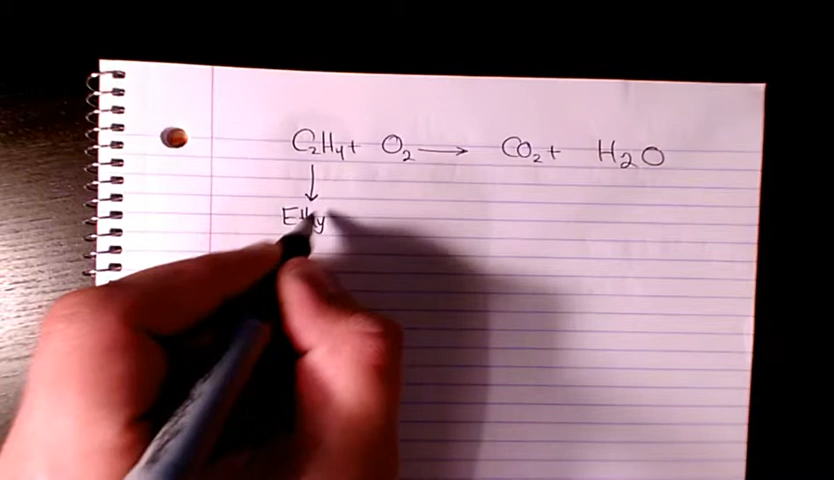 C₂H₄ + O₂ → CO₂ + H₂O
↓
Ethy